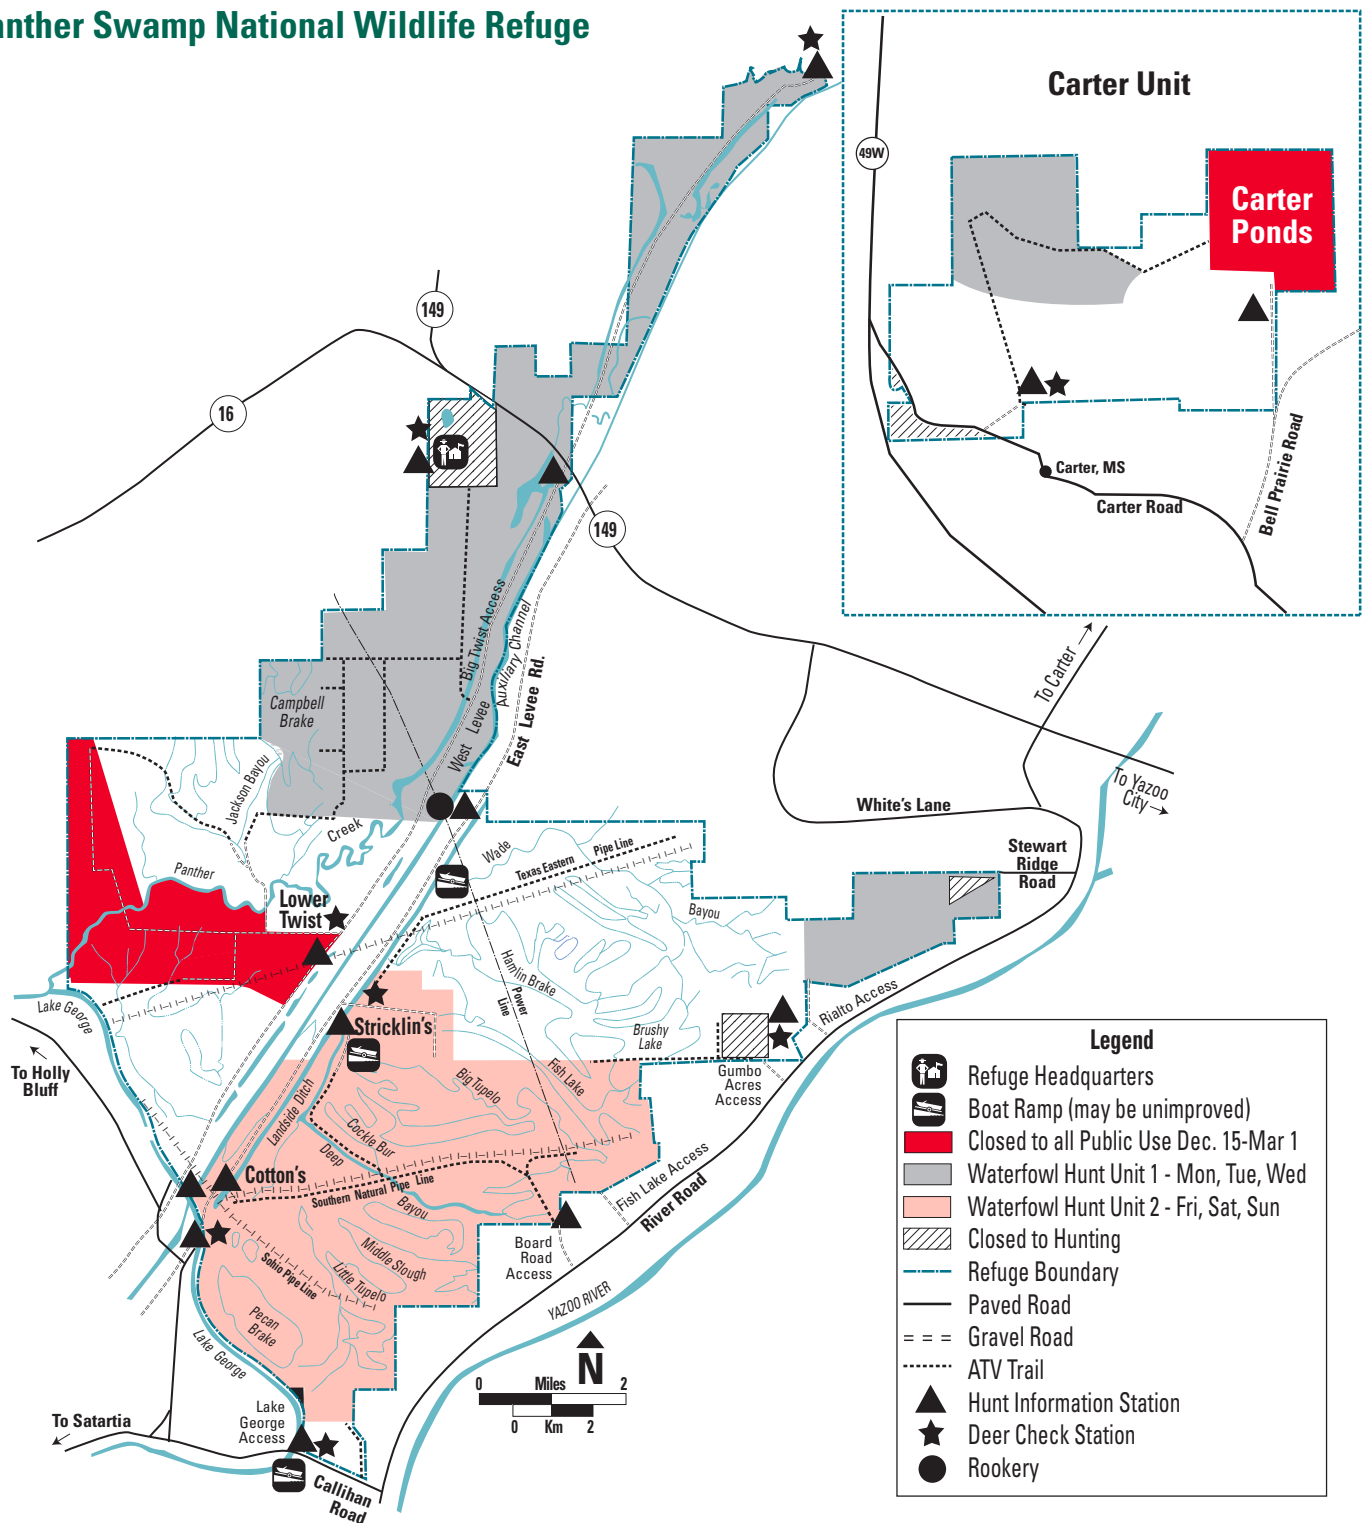 anther Swamp National Wildlife Refuge
Carter Unit
49W
Carter
Ponds
Carter, MS
Carter Road
Bell Prairie Road
149
16
149
Big Twist Access
Auxiliary Channel
West Levee
East Levee Rd.
Campbell
Brake
To Carter
To Yazoo
City
White's Lane
Stewart
Ridge
Road
Jackson Bayou
Creek
Panther
Lower
Twist
Wade
Texas Eastern
Pipe Line
Bayou
Hamlin Brake
Power
Line
Brushy
Lake
Rialto Access
Lake George
Stricklin's
To Holly
Bluff
Gumbo
Acres
Access
Fish Lake
Big Tupelo
Landside Ditch
Cockle Bur
Deep
Bayou
Cotton's
Southern Natural Pipe Line
Fish Lake Access
River Road
Board
Road
Access
Middle Slough
Little Tupelo
Sohio Pipe Line
Pecan
Brake
Lake George
YAZOO RIVER
N
0 Miles 2
0 Km 2
Lake
George
Access
To Satartia
Callihan
Road
Legend
Refuge Headquarters
Boat Ramp (may be unimproved)
Closed to all Public Use Dec. 15-Mar 1
Waterfowl Hunt Unit 1 - Mon, Tue, Wed
Waterfowl Hunt Unit 2 - Fri, Sat, Sun
Closed to Hunting
Refuge Boundary
Paved Road
Gravel Road
ATV Trail
Hunt Information Station
Deer Check Station
Rookery